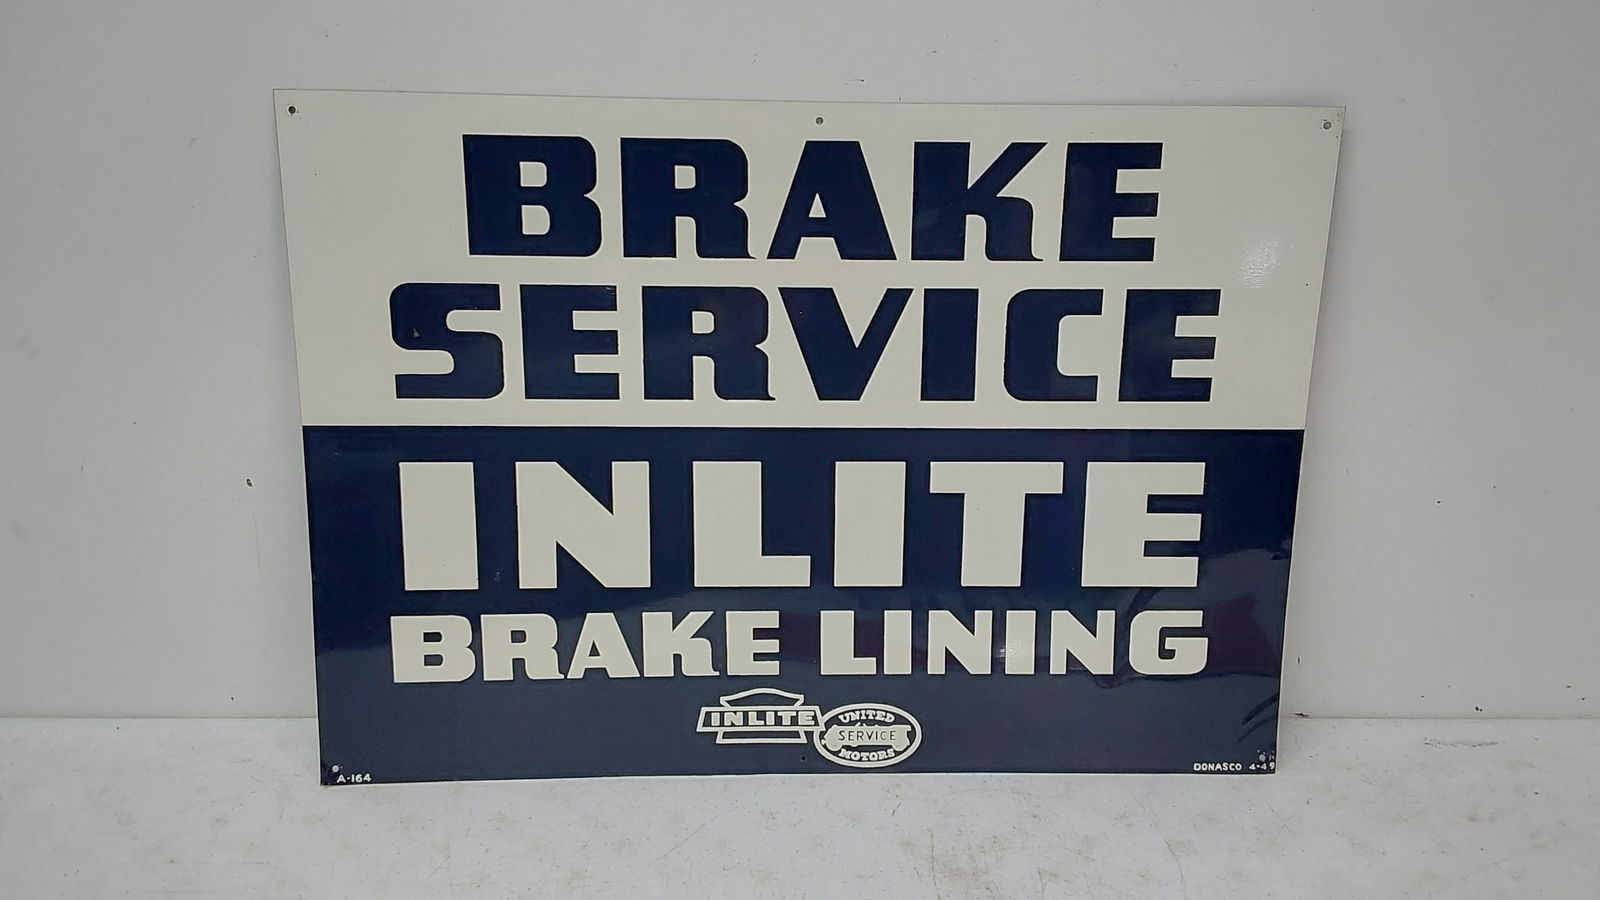 BRAKE
SERVICE
INLITE
BRAKE LINING
INLITE
UNITED
SERVICE
MOTORS
A-164
DONASCO 4-49